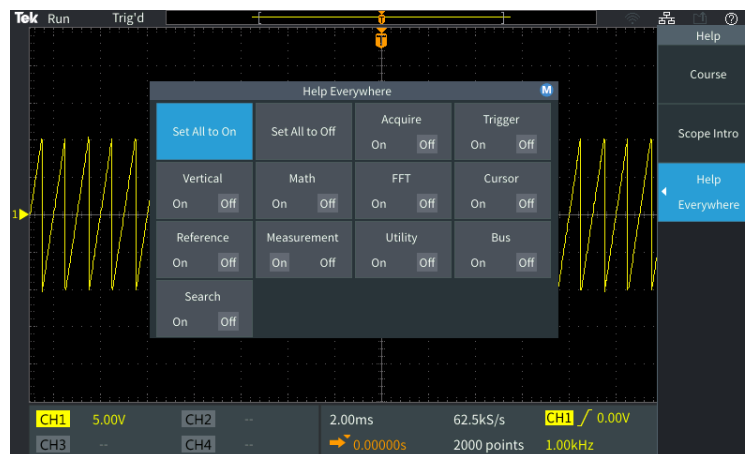 Tek Run Trig'd
T
Help
Course
Scope Intro
Help
Everywhere
Help Everywhere M
Set All to On
Set All to Off
Acquire
On Off
Trigger
On Off
Vertical
On Off
Math
On Off
FFT
On Off
Cursor
On Off
Reference
On Off
Measurement
On Off
Utility
On Off
Bus
On Off
Search
On Off
1
CH1 5.00V CH2 -- 2.00ms 62.5kS/s CH1 0.00V
CH3 -- CH4 -- 0.00000s 2000 points 1.00kHz